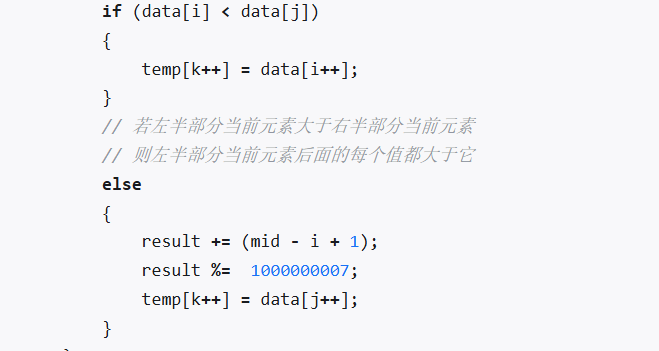 if (data[i] < data[j])
{
temp[k++] = data[i++];
}
// 若左半部分当前元素大于右半部分当前元素
// 则左半部分当前元素后面的每个值都大于它
else
{
result += (mid - i + 1);
result %=  1000000007;
temp[k++] = data[j++];
}